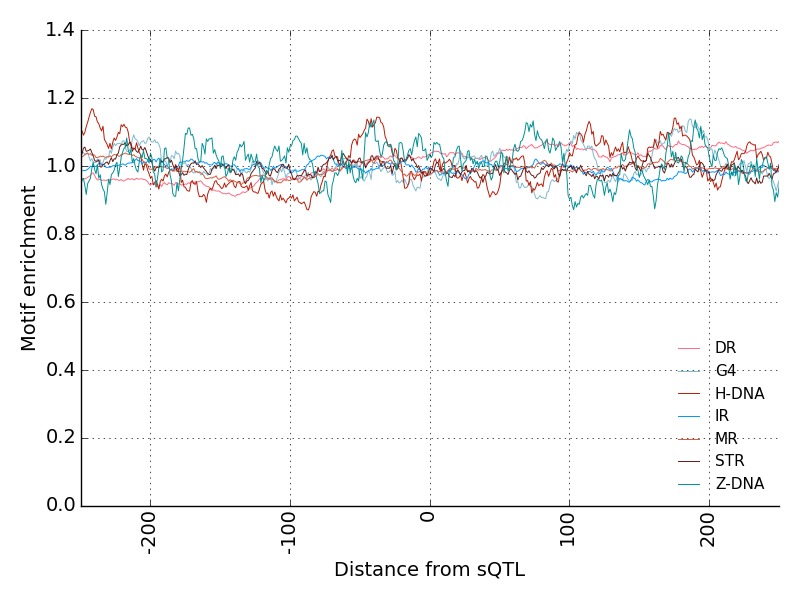 1.4
1.2
1.0
0.8
0.6
0.4
0.2
0.0
Motif enrichment
-200
-100
0
100
200
Distance from sQTL
DR
G4
H-DNA
IR
MR
STR
Z-DNA